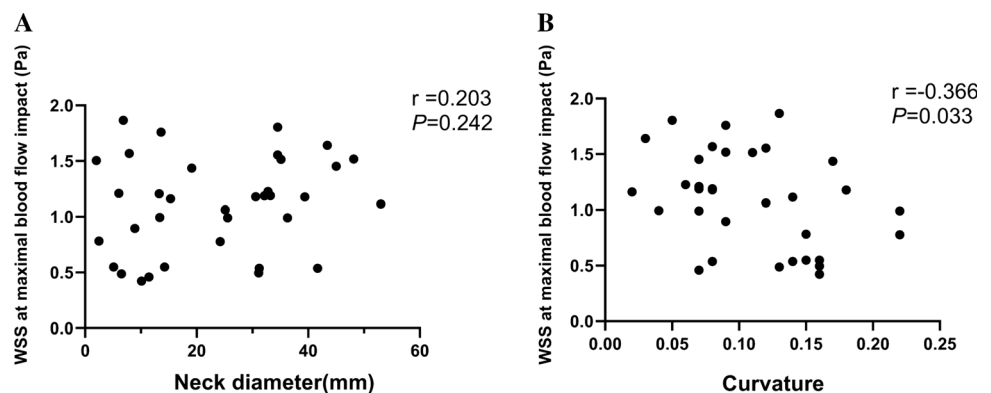 A
WSS at maximal blood flow impact (Pa)
r =0.203
P=0.242
2.0
1.5
1.0
0.5
0.0
0
20
40
60
Neck diameter(mm)
B
WSS at maximal blood flow impact (Pa)
r =-0.366
P=0.033
2.0
1.5
1.0
0.5
0.0
0.00
0.05
0.10
0.15
0.20
0.25
Curvature